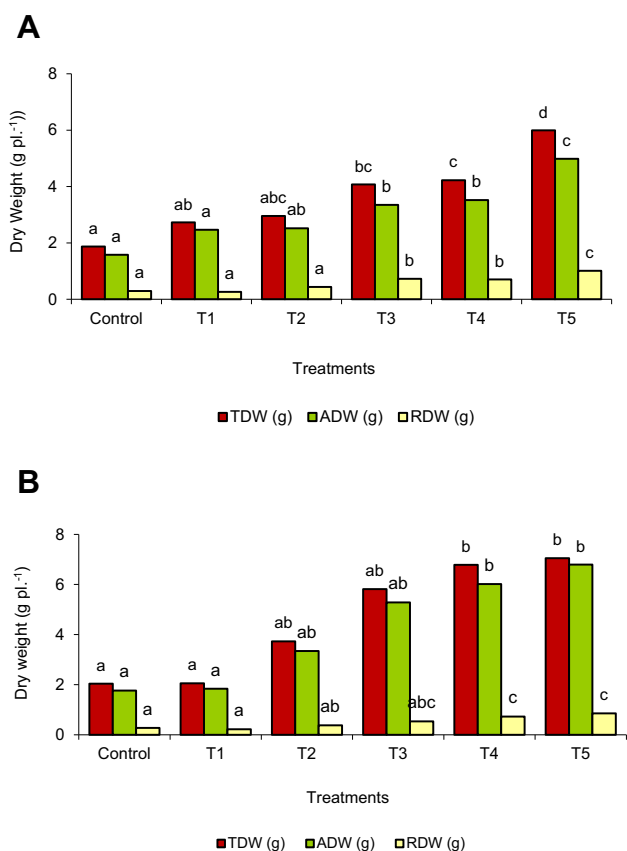 A
Dry Weight (g pl.-¹))
8
6
4
2
0
a a a
ab a a
abc ab a
bc b b
c b b
d c c
Control T1 T2 T3 T4 T5
Treatments
TDW (g) ADW (g) RDW (g)
B
Dry weight (g pl.-¹)
8
6
4
2
0
a a a
a a a
ab ab ab
ab ab abc
b b c
b b c
Control T1 T2 T3 T4 T5
Treatments
TDW (g) ADW (g) RDW (g)